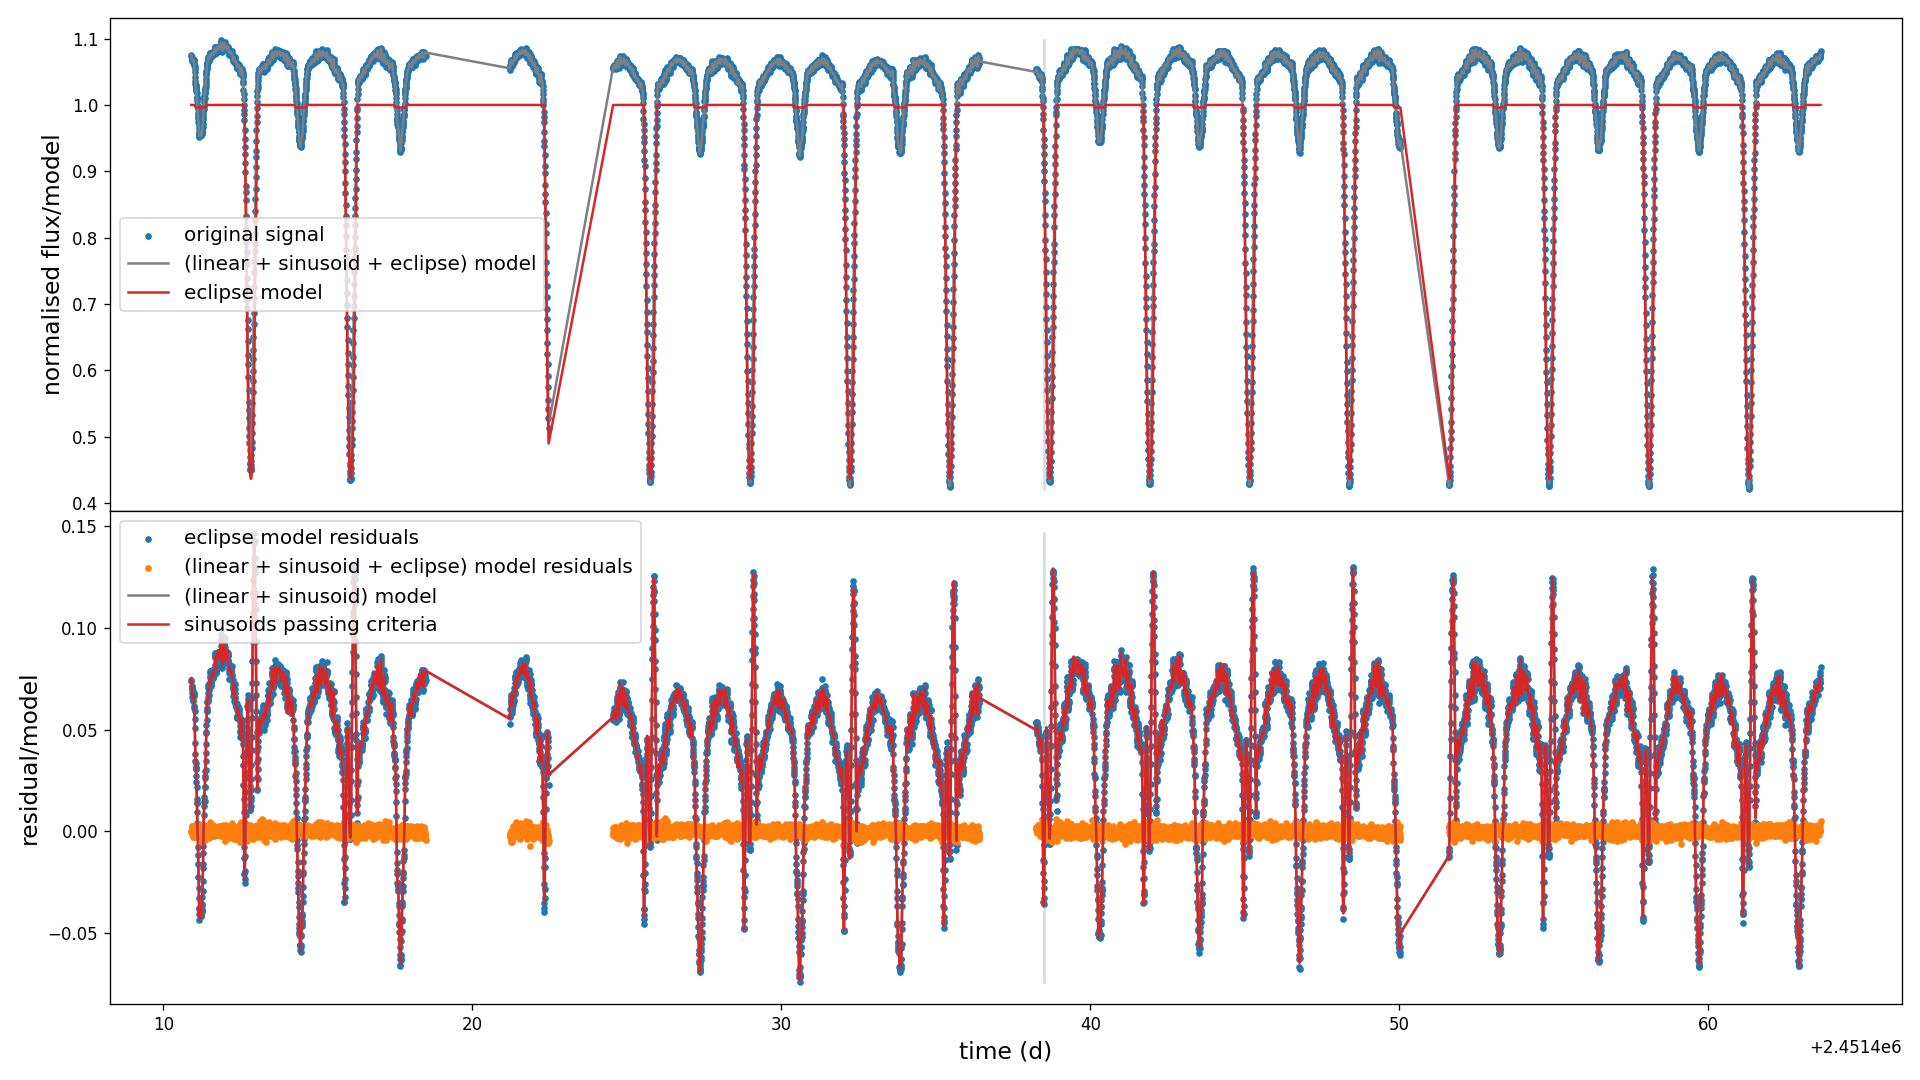 normalised flux/model
1.1
1.0
0.9
0.8
0.7
0.6
0.5
0.4
original signal
(linear + sinusoid + eclipse) model
eclipse model
residual/model
0.15
0.10
0.05
0.00
−0.05
eclipse model residuals
(linear + sinusoid + eclipse) model residuals
(linear + sinusoid) model
sinusoids passing criteria
10 20 30 40 50 60
time (d)
+2.4514e6